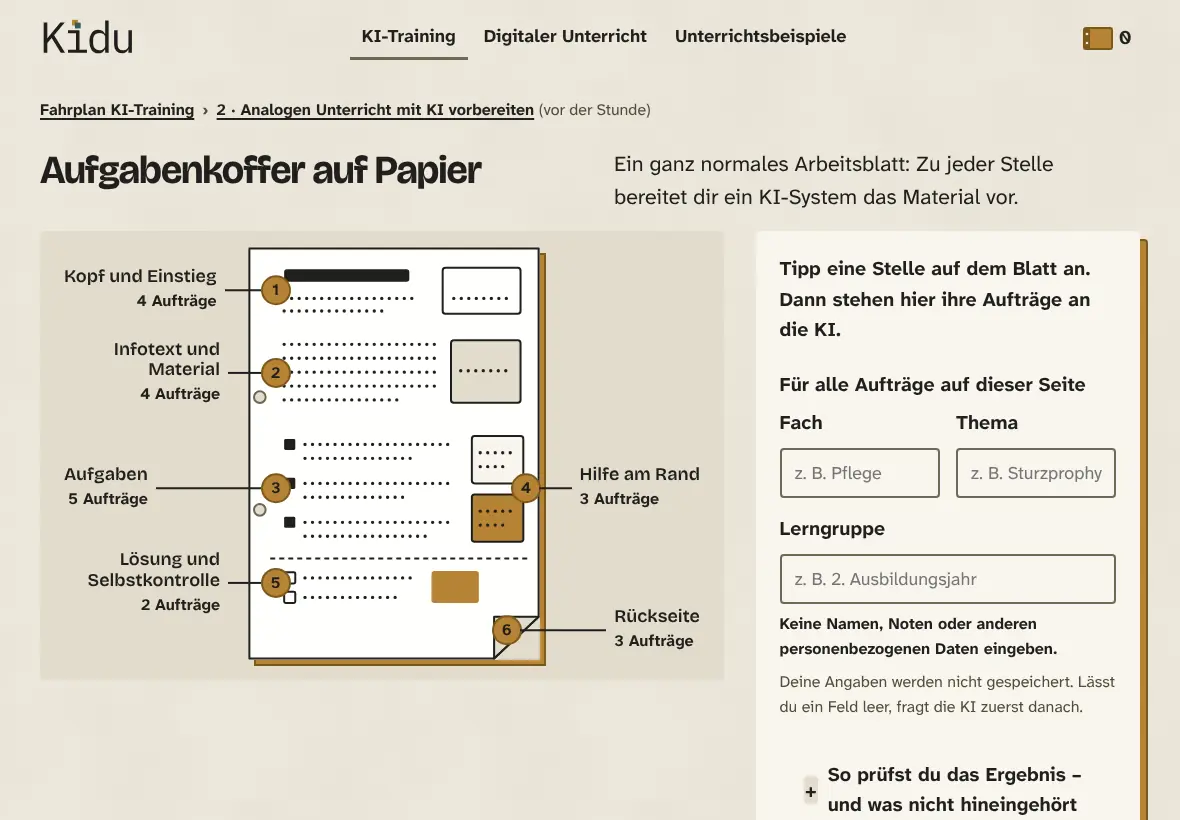 Kidu
KI-Training
Digitaler Unterricht
Unterrichtsbeispiele
0
Fahrplan KI-Training › 2 · Analogen Unterricht mit KI vorbereiten (vor der Stunde)
Aufgabenkoffer auf Papier
Ein ganz normales Arbeitsblatt: Zu jeder Stelle
bereitet dir ein KI-System das Material vor.
Kopf und Einstieg
4 Aufträge
1
Infotext und
Material
4 Aufträge
2
Aufgaben
5 Aufträge
3
4
Hilfe am Rand
3 Aufträge
Lösung und
Selbstkontrolle
2 Aufträge
5
6
Rückseite
3 Aufträge
Tipp eine Stelle auf dem Blatt an.
Dann stehen hier ihre Aufträge an
die KI.
Für alle Aufträge auf dieser Seite
Fach
Thema
z. B. Pflege
z. B. Sturzprophy
Lerngruppe
z. B. 2. Ausbildungsjahr
Keine Namen, Noten oder anderen
personenbezogenen Daten eingeben.
Deine Angaben werden nicht gespeichert. Lässt
du ein Feld leer, fragt die KI zuerst danach.
+
So prüfst du das Ergebnis –
und was nicht hineingehört